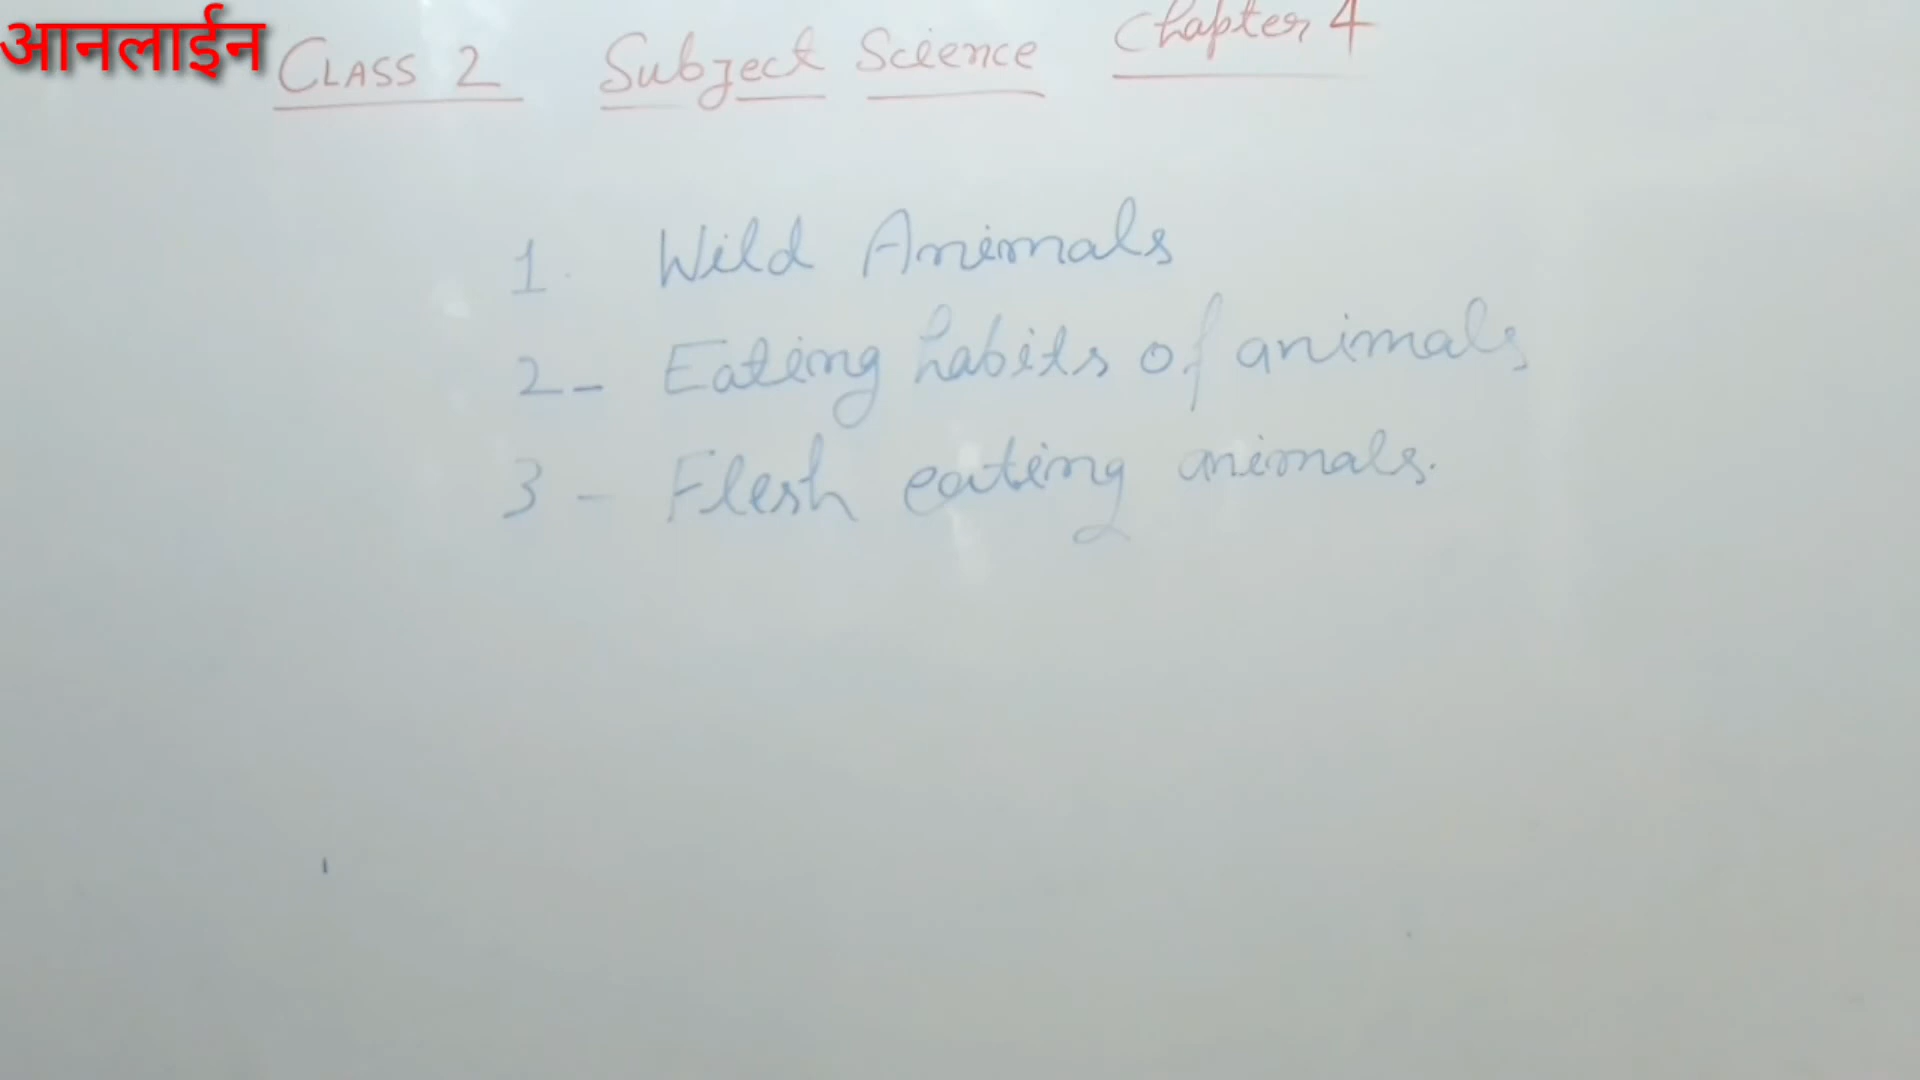 आनलाईन
CLASS 2 Subject Science Chapter 4
1. Wild Animals
2- Eating habits of animals
3- Flesh eating animals.